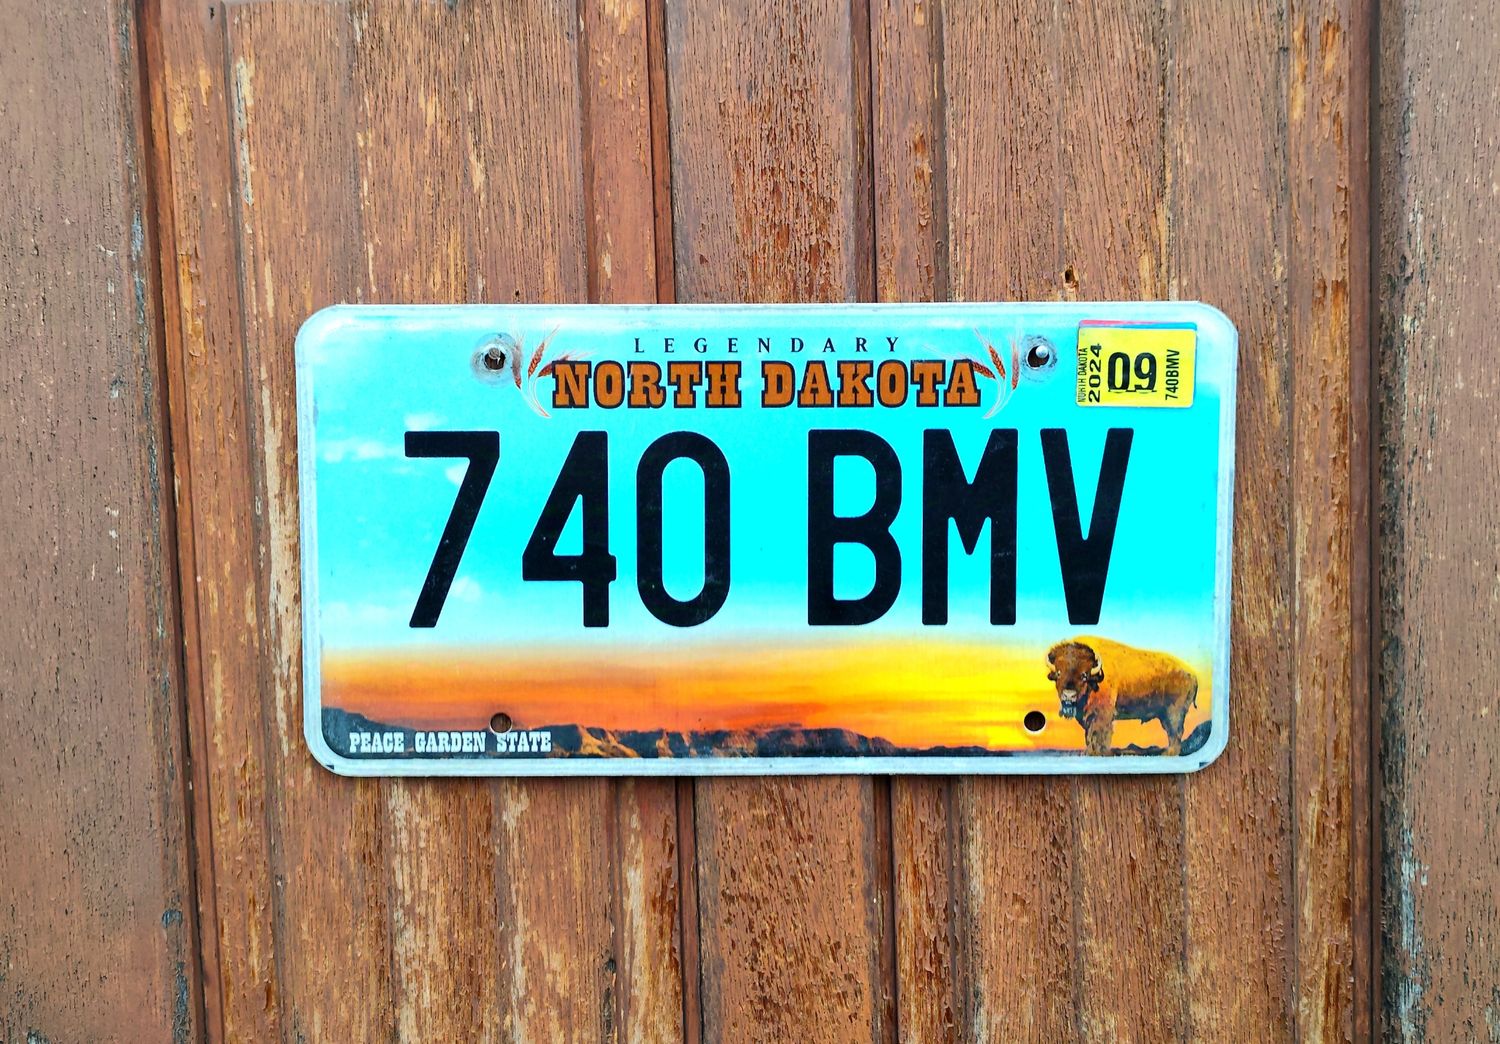 LEGENDARY
NORTH DAKOTA
NORTH DAKOTA
2024
09
740BMV
740 BMV
PEACE GARDEN STATE